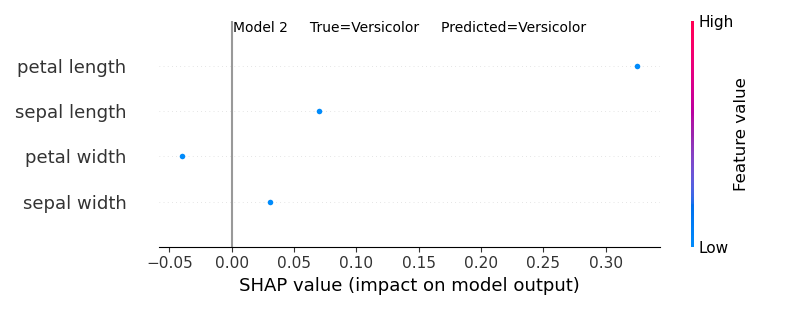 Model 2 True=Versicolor Predicted=Versicolor
High
petal length
sepal length
petal width
sepal width
Feature value
Low
−0.05 0.00 0.05 0.10 0.15 0.20 0.25 0.30
SHAP value (impact on model output)